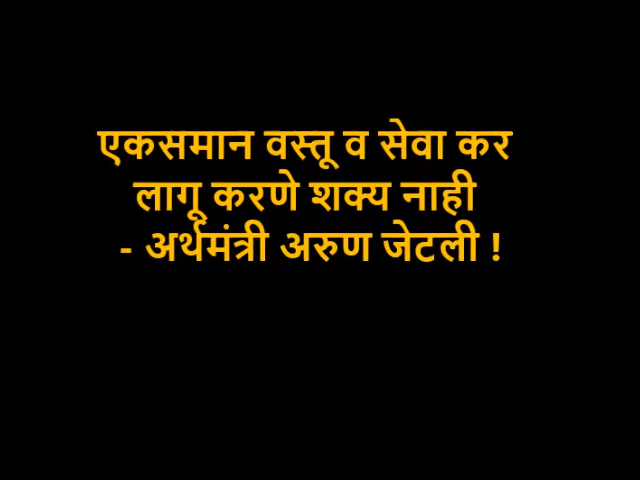 एकसमान वस्तू व सेवा कर
लागू करणे शक्य नाही
- अर्थमंत्री अरुण जेटली !